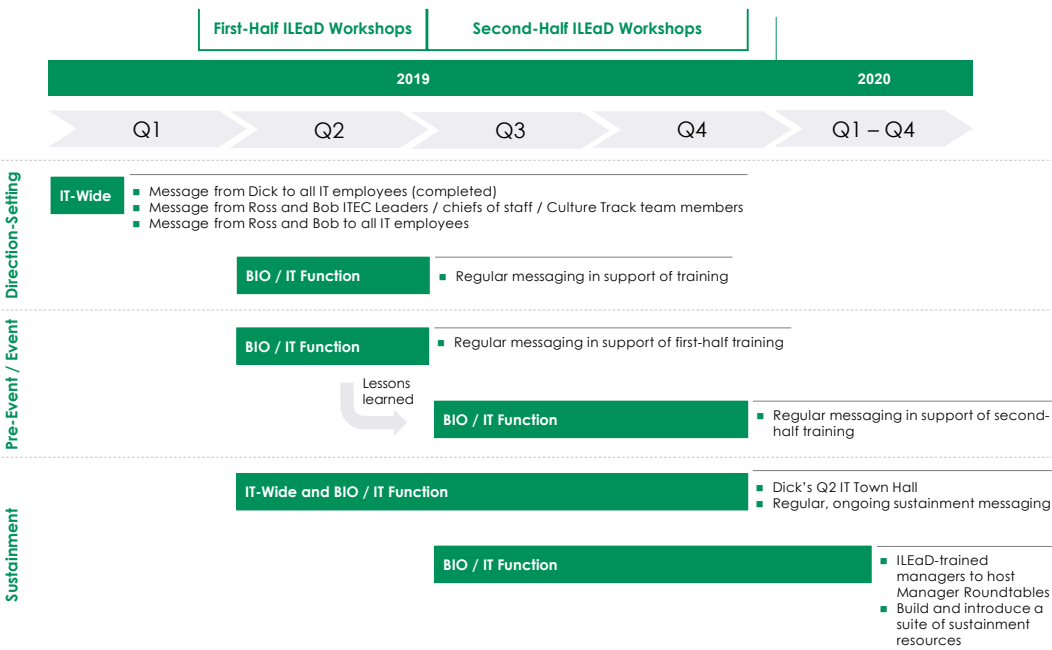 First-Half ILEaD Workshops
Second-Half ILEaD Workshops
2019
2020
Q1
Q2
Q3
Q4
Q1 – Q4
Direction-Setting
IT-Wide
Message from Dick to all IT employees (completed)
Message from Ross and Bob ITEC Leaders / chiefs of staff / Culture Track team members
Message from Ross and Bob to all IT employees
BIO / IT Function
Regular messaging in support of training
Pre-Event / Event
BIO / IT Function
Regular messaging in support of first-half training
Lessons
learned
BIO / IT Function
Regular messaging in support of second-
half training
Sustainment
IT-Wide and BIO / IT Function
Dick's Q2 IT Town Hall
Regular, ongoing sustainment messaging
BIO / IT Function
ILEaD-trained
managers to host
Manager Roundtables
Build and introduce a
suite of sustainment
resources